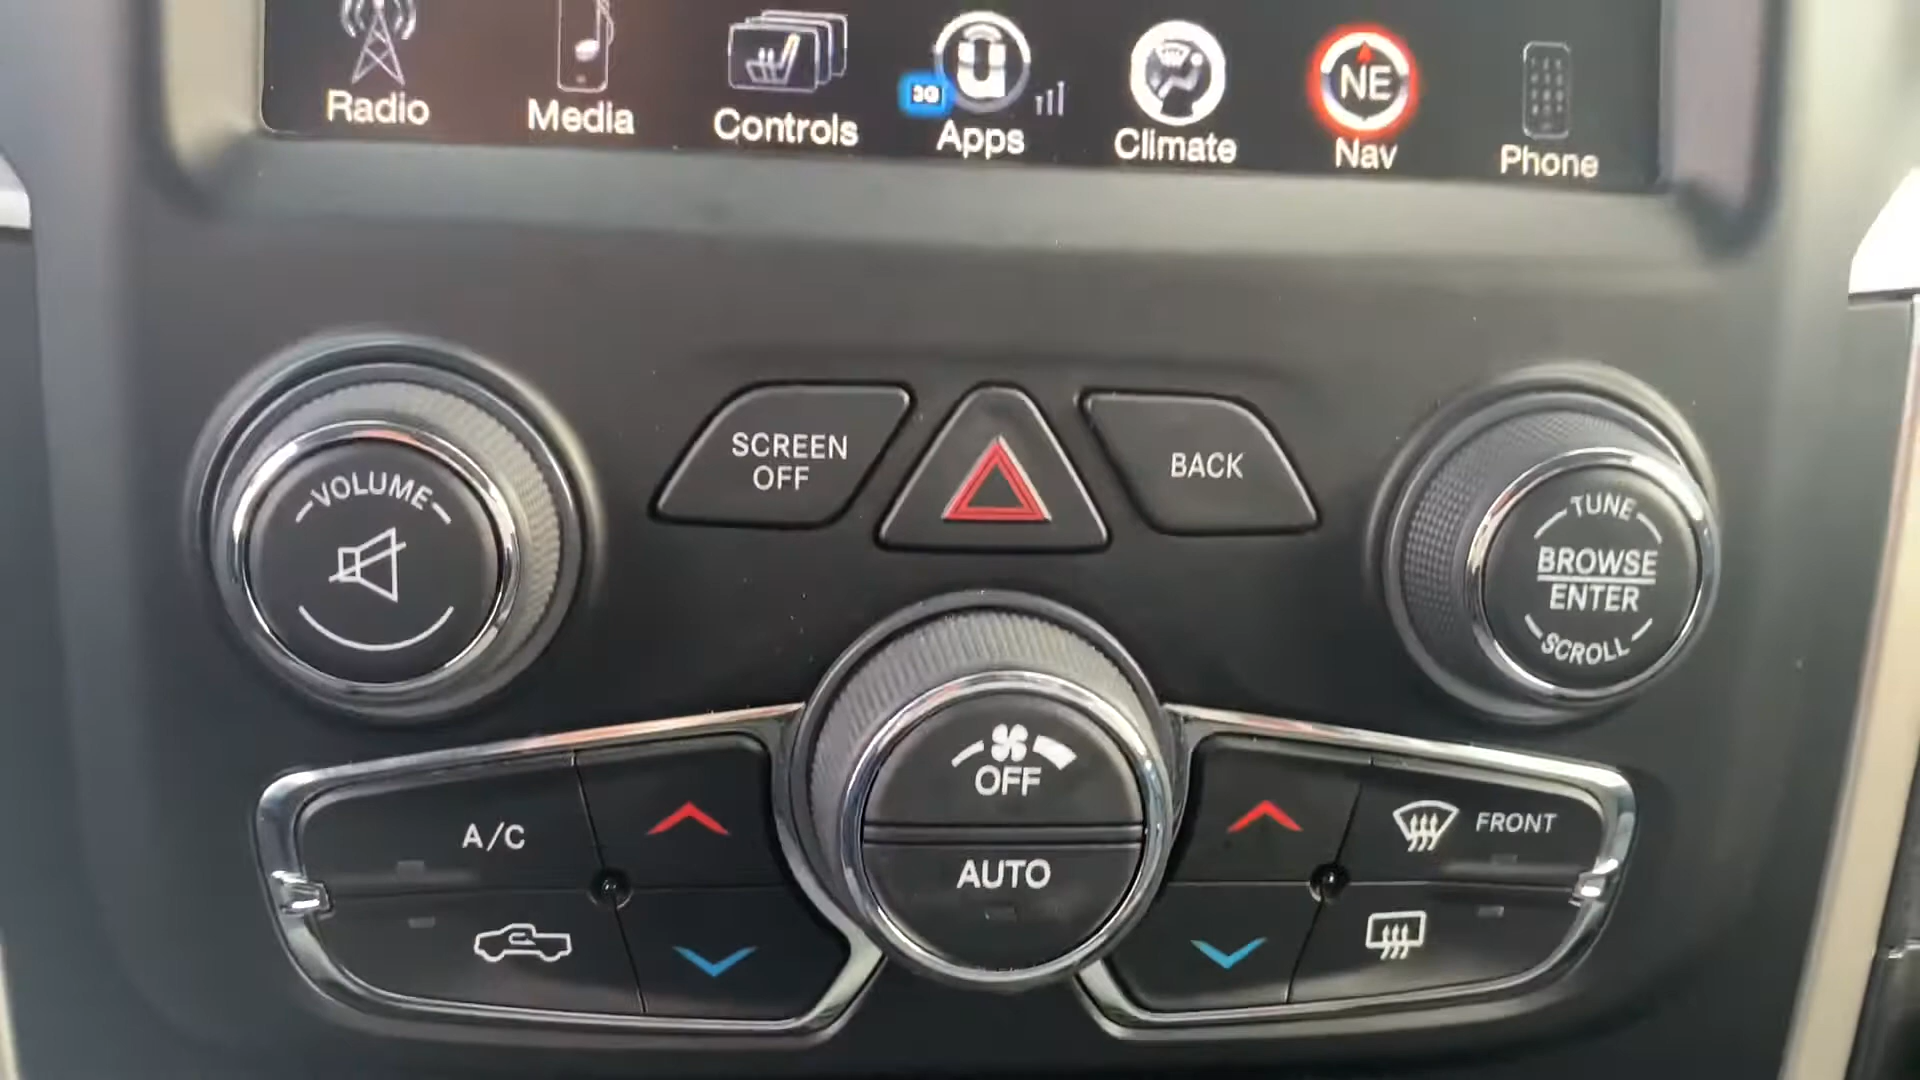 Radio
Media
Controls
3G
Apps
Climate
NE
Nav
Phone
SCREEN
OFF
BACK
VOLUME
TUNE
BROWSE
ENTER
SCROLL
OFF
AUTO
A/C
FRONT